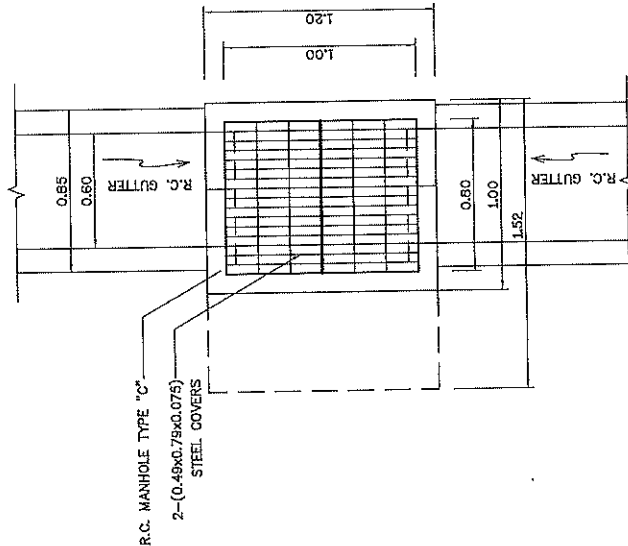 1.20
1.00
0.85
0.60
R.C. GUTTER
R.C. GUTTER
0.80
1.00
1.52
R.C. MANHOLE TYPE "C"
2-(0.49x0.79x0.075)
STEEL COVERS